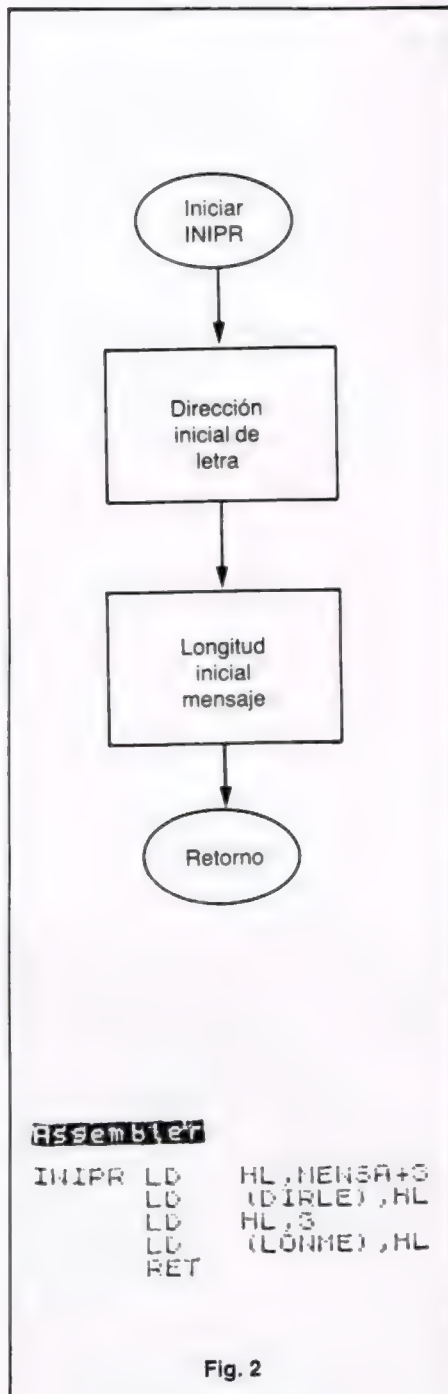 Iniciar
INIPR
Dirección
inicial de
letra
Longitud
inicial
mensaje
Retorno
Assembler
INIPR LD HL,MENSA+3
LD (DIRLE),HL
LD HL,3
LD (LONME),HL
RET
Fig. 2